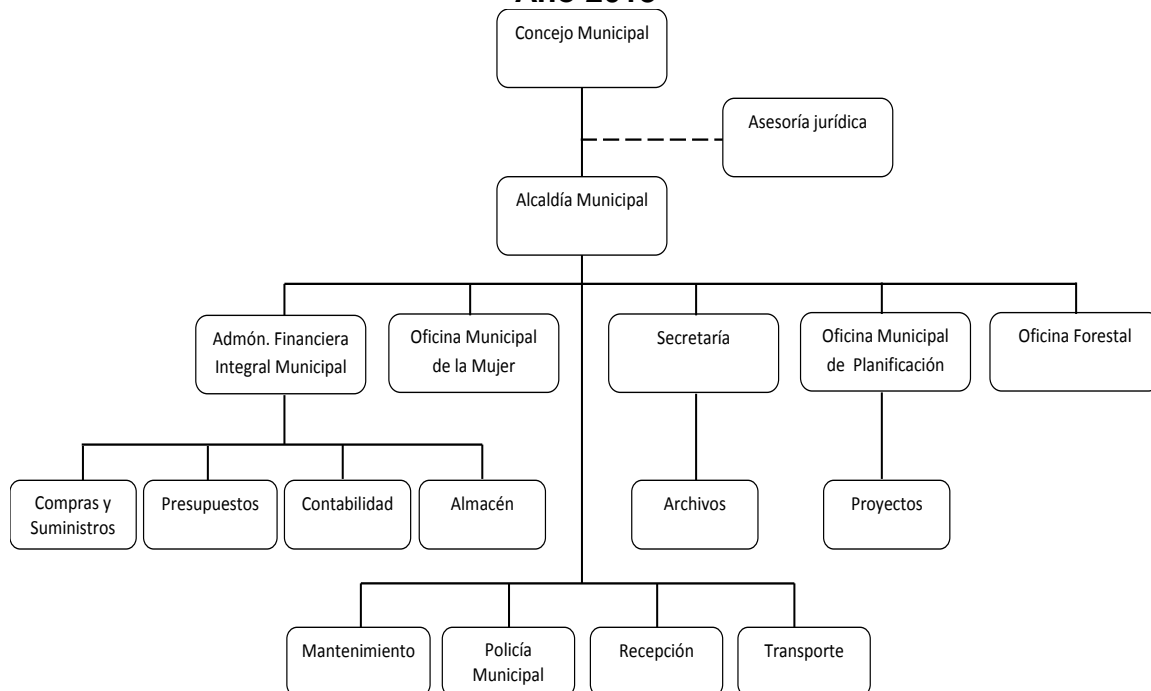 Concejo Municipal
Asesoría jurídica
Alcaldía Municipal
Admón. Financiera
Integral Municipal
Oficina Municipal
de la Mujer
Secretaría
Oficina Municipal
de Planificación
Oficina Forestal
Compras y
Suministros
Presupuestos
Contabilidad
Almacén
Archivos
Proyectos
Mantenimiento
Policía
Municipal
Recepción
Transporte